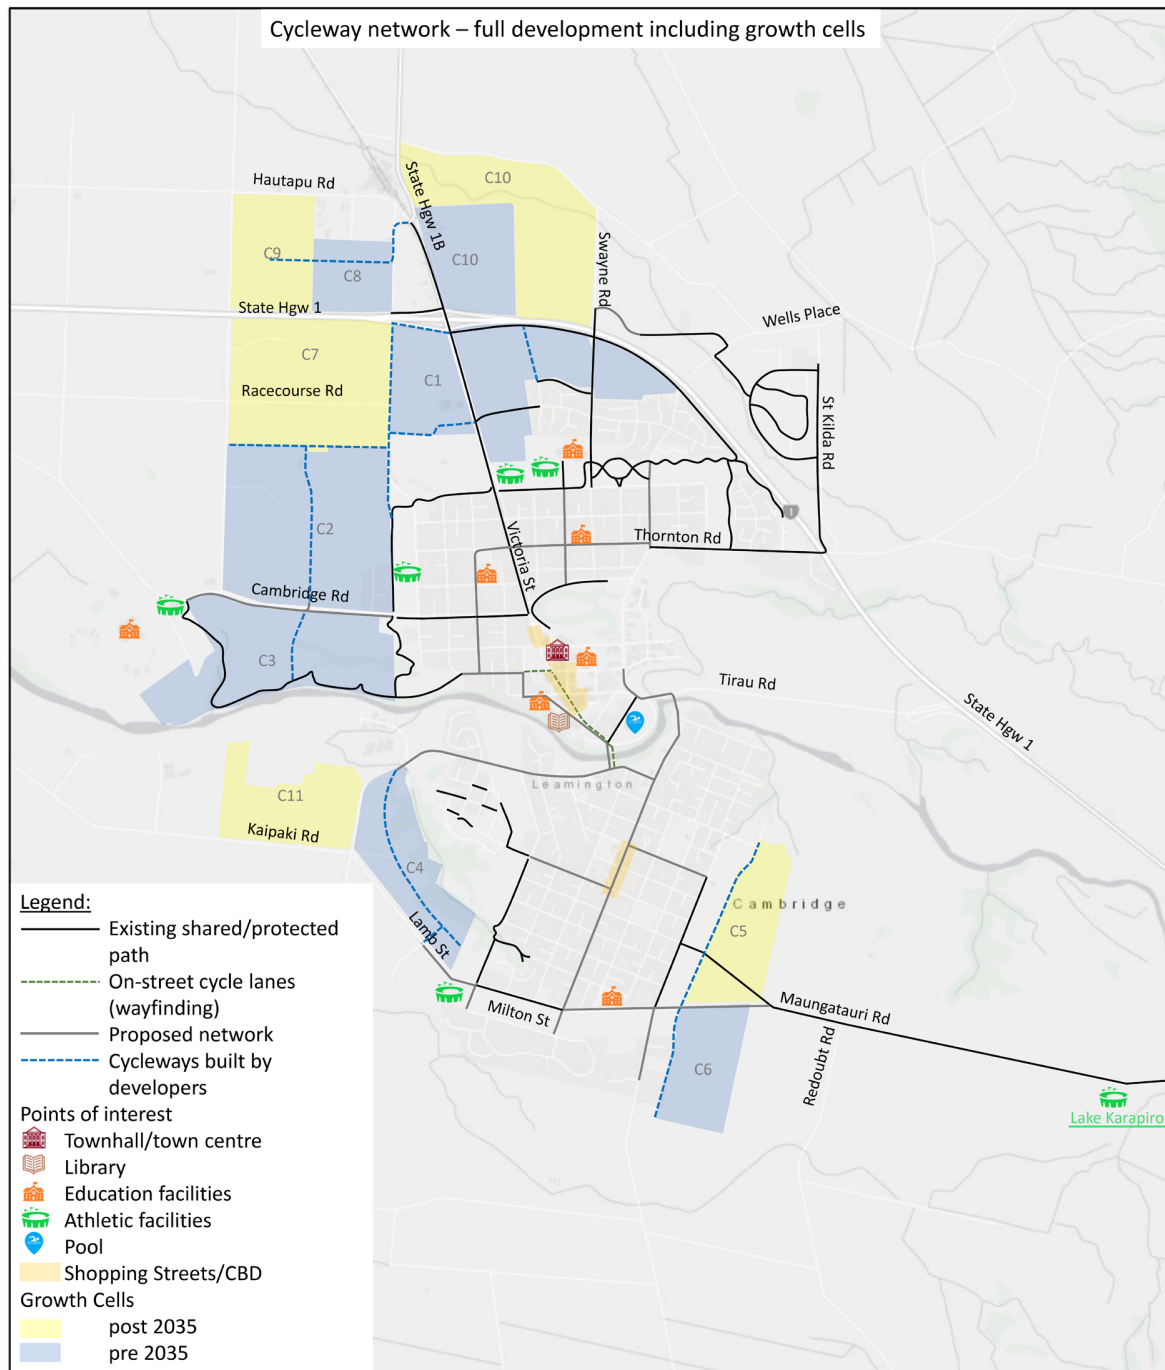 Cycleway network – full development including growth cells
Hautapu Rd
State Hgw 1B
C10
C9
C8
C10
Swayne Rd
State Hgw 1
Wells Place
C7
C1
Racecourse Rd
St Kilda Rd
1
C2
Victoria St
Thornton Rd
Cambridge Rd
C3
Tirau Rd
State Hgw 1
Leamington
C11
Kaipaki Rd
C4
Cambridge
C5
Lamb St
Milton St
Maungatauri Rd
Redoubt Rd
C6
Lake Karapiro
Legend:
Existing shared/protected
path
On-street cycle lanes
(wayfinding)
Proposed network
Cycleways built by
developers
Points of interest
Townhall/town centre
Library
Education facilities
Athletic facilities
Pool
Shopping Streets/CBD
Growth Cells
post 2035
pre 2035